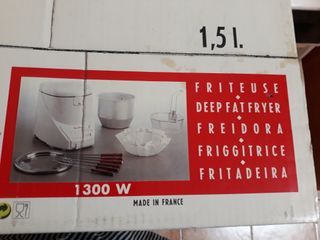 1,5 l.
FRITEUSE
DEEP FAT FRYER
FREIDORA
FRIGGITRICE
FRITADEIRA
1300 W
MADE IN FRANCE